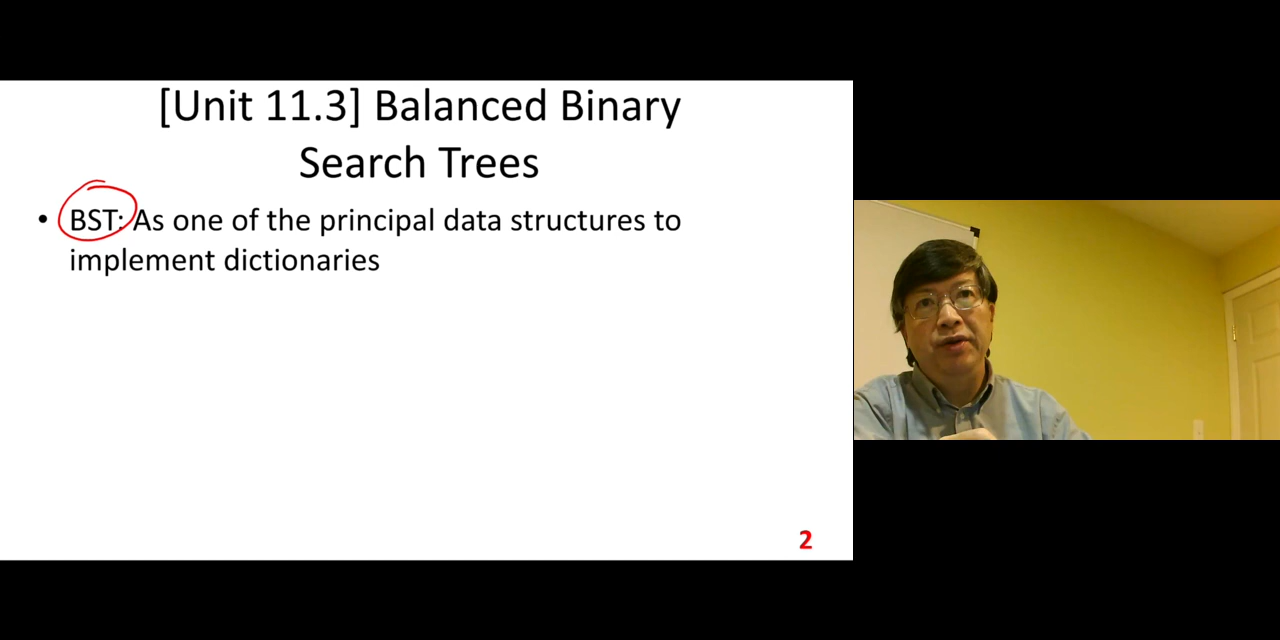 [Unit 11.3] Balanced Binary
Search Trees
• BST: As one of the principal data structures to
implement dictionaries
2